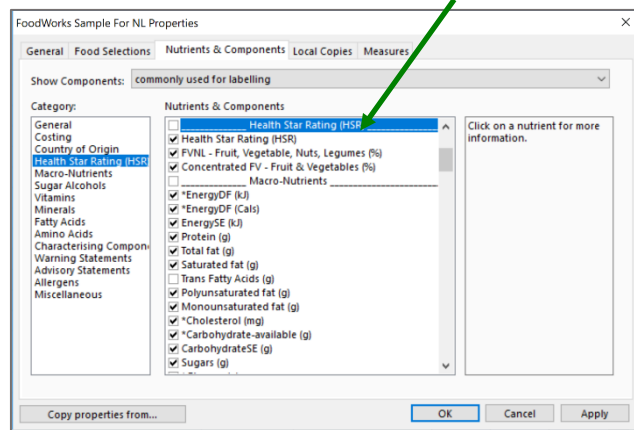 FoodWorks Sample For NL Properties
General Food Selections Nutrients & Components Local Copies Measures
Show Components: commonly used for labelling
Category:
General
Costing
Country of Origin
Health Star Rating (HSR
Macro-Nutrients
Sugar Alcohols
Vitamins
Minerals
Fatty Acids
Amino Acids
Characterising Compon
Warning Statements
Advisory Statements
Allergens
Miscellaneous
Nutrients & Components
______________ Health Star Rating (HSR) ______________
Health Star Rating (HSR)
FVNL - Fruit, Vegetable, Nuts, Legumes (%)
Concentrated FV - Fruit & Vegetables (%)
______________ Macro-Nutrients ______________
*EnergyDF (kJ)
*EnergyDF (Cals)
EnergySE (kJ)
Protein (g)
Total fat (g)
Saturated fat (g)
Trans Fatty Acids (g)
Polyunsaturated fat (g)
Monounsaturated fat (g)
*Cholesterol (mg)
*Carbohydrate-available (g)
CarbohydrateSE (g)
Sugars (g)
Click on a nutrient for more
information.
Copy properties from...
OK Cancel Apply